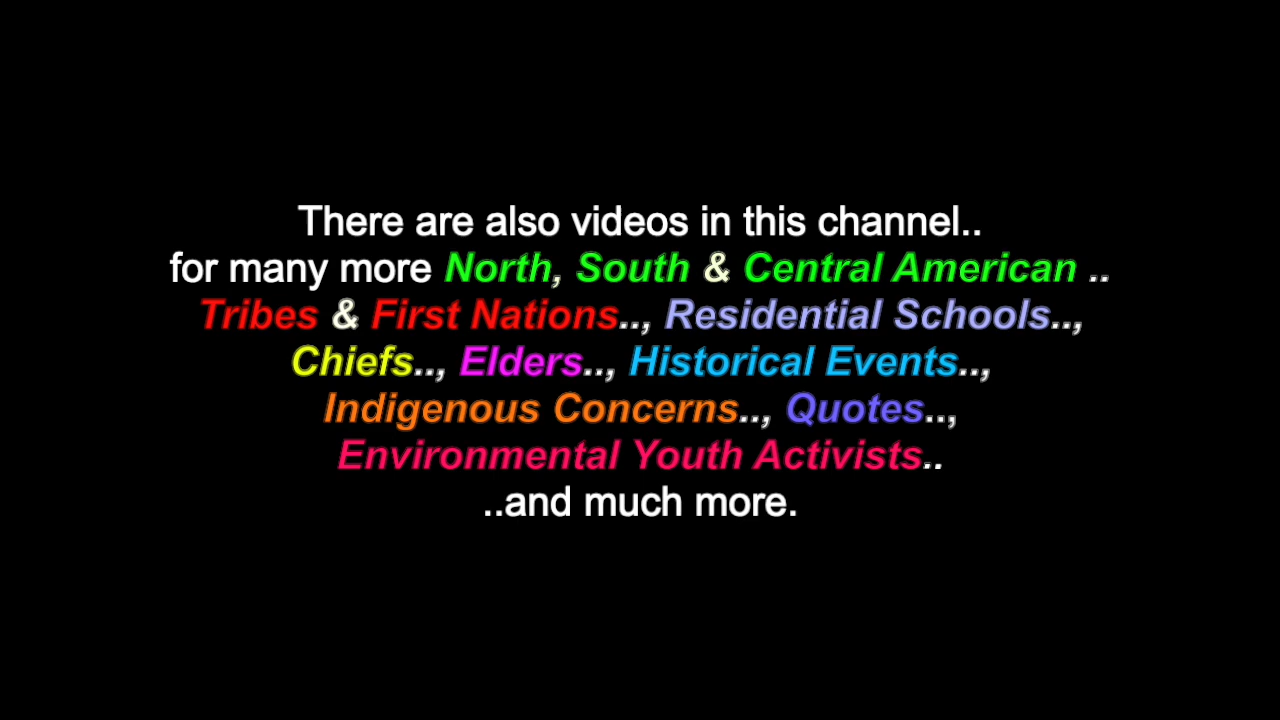 There are also videos in this channel..
for many more North, South & Central American ..
Tribes & First Nations.., Residential Schools..,
Chiefs.., Elders.., Historical Events..,
Indigenous Concerns.., Quotes..,
Environmental Youth Activists..
..and much more.